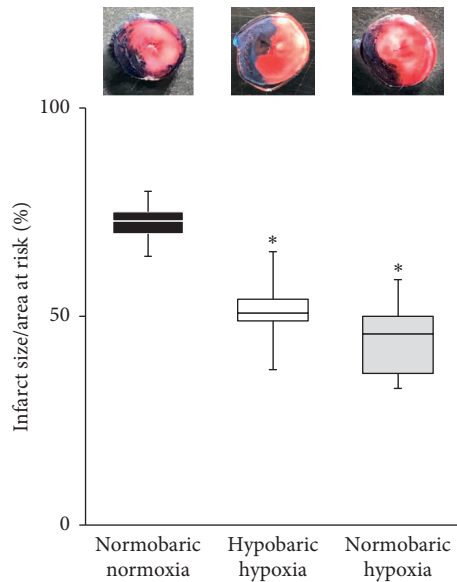 100
50
0
Infarct size/area at risk (%)
*
*
Normobaric
normoxia
Hypobaric
hypoxia
Normobaric
hypoxia